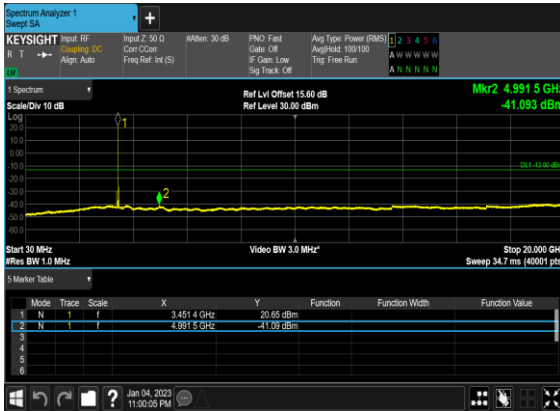 Spectrum Analyzer 1
Swept SA
+
KEYSIGHT Input: RF Input Z: 50 Ω #Atten: 30 dB PNO: Fast Avg Type: Power (RMS) 1 2 3 4 5 6
R T Coupling: DC Corr CCorr Gate: Off Avg|Hold: 100/100 A W W W W W
Align: Auto Freq Ref: Int (S) IF Gain: Low Trig: Free Run
Sig Track: Off A N N N N N
1 Spectrum
Ref Lvl Offset 15.60 dB Mkr2 4.991 5 GHz
Scale/Div 10 dB Ref Level 30.00 dBm -41.093 dBm
Log
1
20.0
10.0
0.00
-10.0
DL1 -13.00 dBm
-20.0
-30.0
2
-40.0
-50.0
-60.0
Start 30 MHz Video BW 3.0 MHz* Stop 20.000 GH
#Res BW 1.0 MHz Sweep 34.7 ms (40001 pts
5 Marker Table
Mode Trace Scale X Y Function Function Width Function Value
1 N 1 f 3.451 4 GHz 20.65 dBm
2 N 1 f 4.991 5 GHz -41.09 dBm
3
4
5
6
? Jan 04, 2023
11:00:05 PM